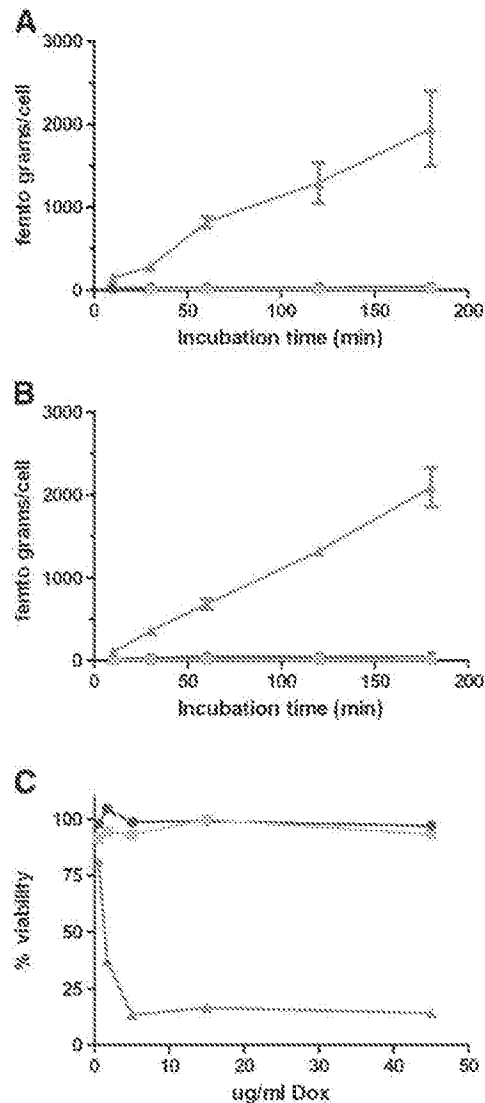 A
3000
2000
1000
0
femto grams/cell
0 50 100 150 200
Incubation time (min)
B
3000
2000
1000
0
femto grams/cell
0 50 100 150 200
Incubation time (min)
C
100
75
50
25
0
% viability
0 10 20 30 40 50
ug/ml Dox